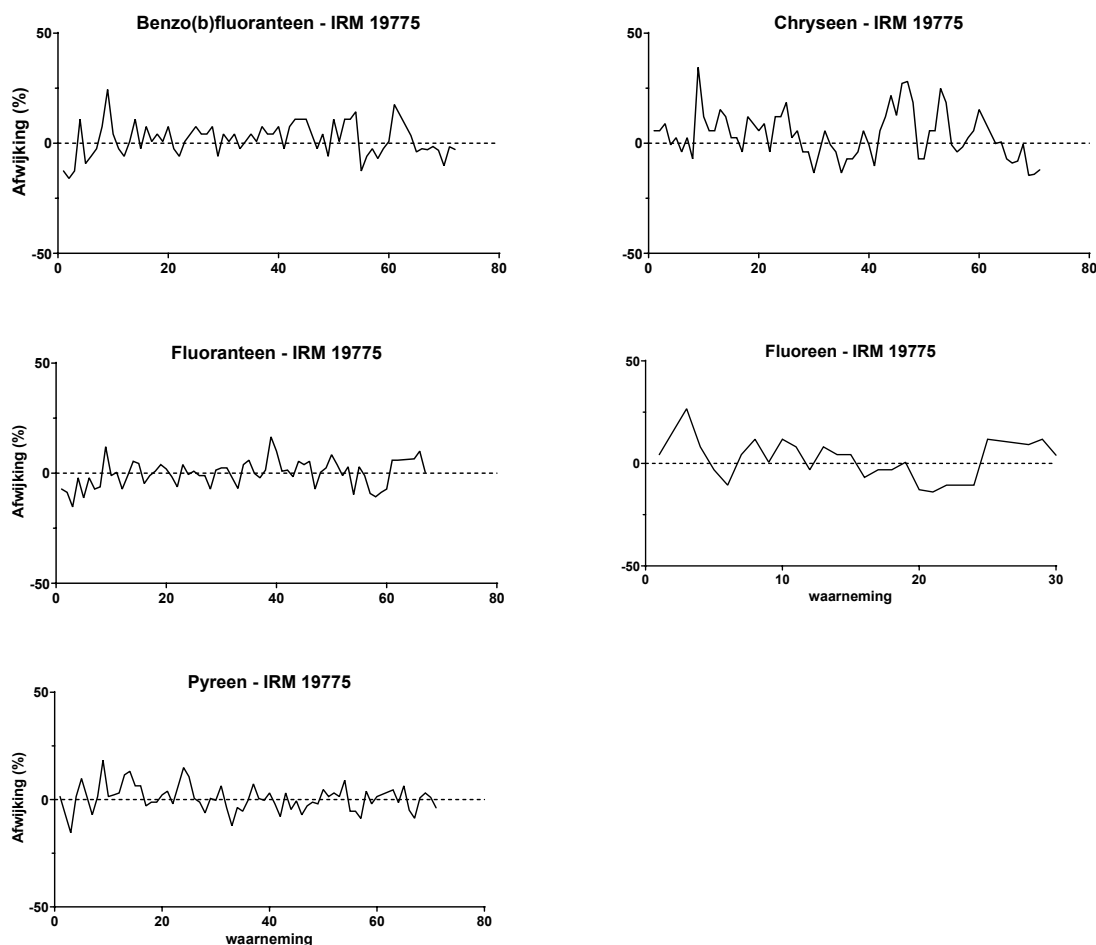 Benzo(b)fluoranteen - IRM 19775
Afwijking (%)
50
0
-50
0 20 40 60 80
Chryseen - IRM 19775
50
0
-50
0 20 40 60 80
Fluoranteen - IRM 19775
Afwijking (%)
50
0
-50
0 20 40 60 80
Fluoreen - IRM 19775
50
0
-50
0 10 20 30
waarneming
Pyreen - IRM 19775
Afwijking (%)
50
0
-50
0 20 40 60 80
waarneming